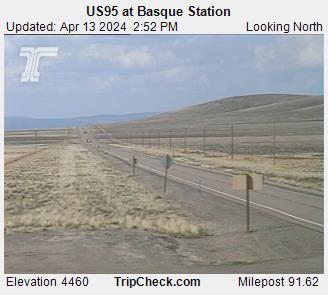 US95 at Basque Station
Updated: Apr 13 2024 2:52 PM Looking North
Elevation 4460 TripCheck.com Milepost 91.62